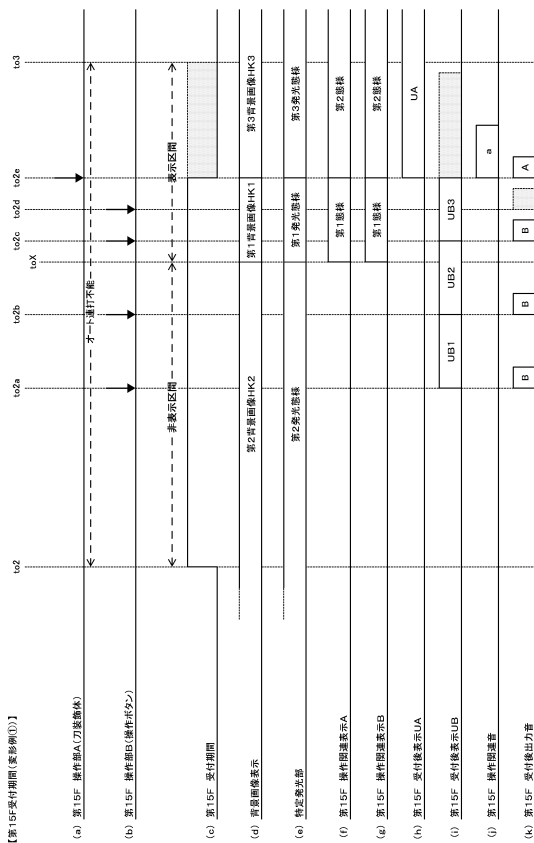 【第15F受付期間(変形例①)】
to2
to2a
to2b
toX
to2c
to2d
to2e
to3
(a) 第15F 操作部A(刀装飾体)
オート連打不能
(b) 第15F 操作部B(操作ボタン)
非表示区間
表示区間
(c) 第15F 受付期間
(d) 背景画像表示
第2背景画像HK2
第1背景画像HK1
第3背景画像HK3
(e) 特定発光部
第2発光態様
第1発光態様
第3発光態様
(f) 第15F 操作関連表示A
第1態様
第2態様
(g) 第15F 操作関連表示B
第1態様
第2態様
(h) 第15F 受付後表示UA
UA
(i) 第15F 受付後表示UB
UB1
UB2
UB3
(j) 第15F 操作関連音
a
(k) 第15F 受付後出力音
B
B
B
A